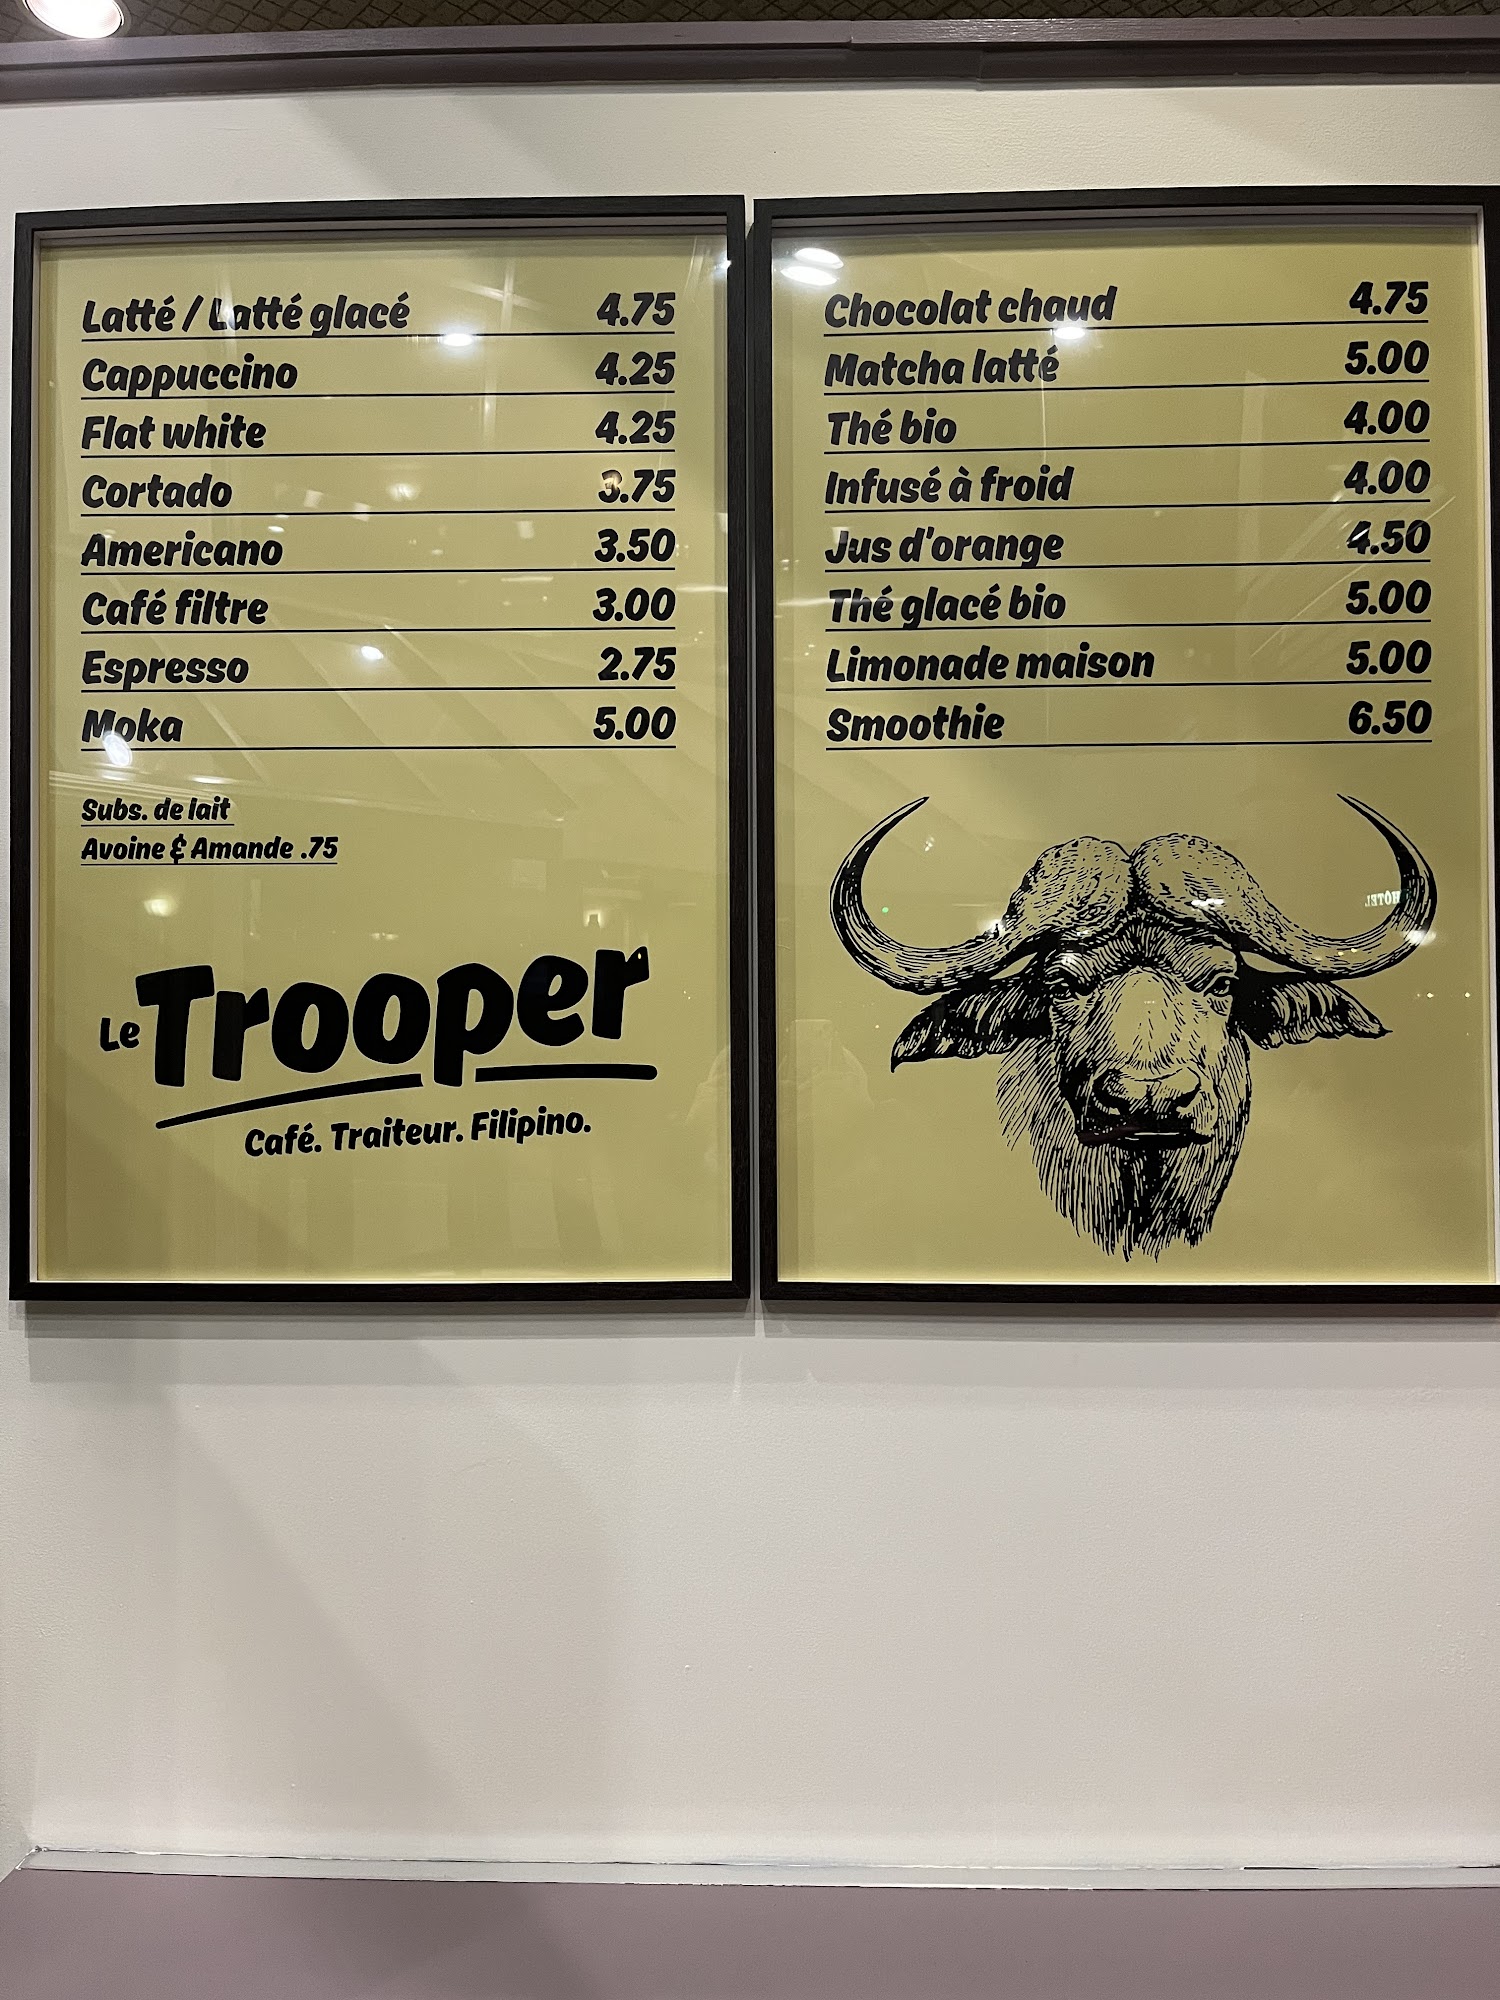 Latté / Latté glacé 4.75
Cappuccino 4.25
Flat white 4.25
Cortado 3.75
Americano 3.50
Café filtre 3.00
Espresso 2.75
Moka 5.00
Subs. de lait
Avoine & Amande .75
Le Trooper
Café. Traiteur. Filipino.
Chocolat chaud 4.75
Matcha latté 5.00
Thé bio 4.00
Infusé à froid 4.00
Jus d'orange 4.50
Thé glacé bio 5.00
Limonade maison 5.00
Smoothie 6.50
HÔTEL